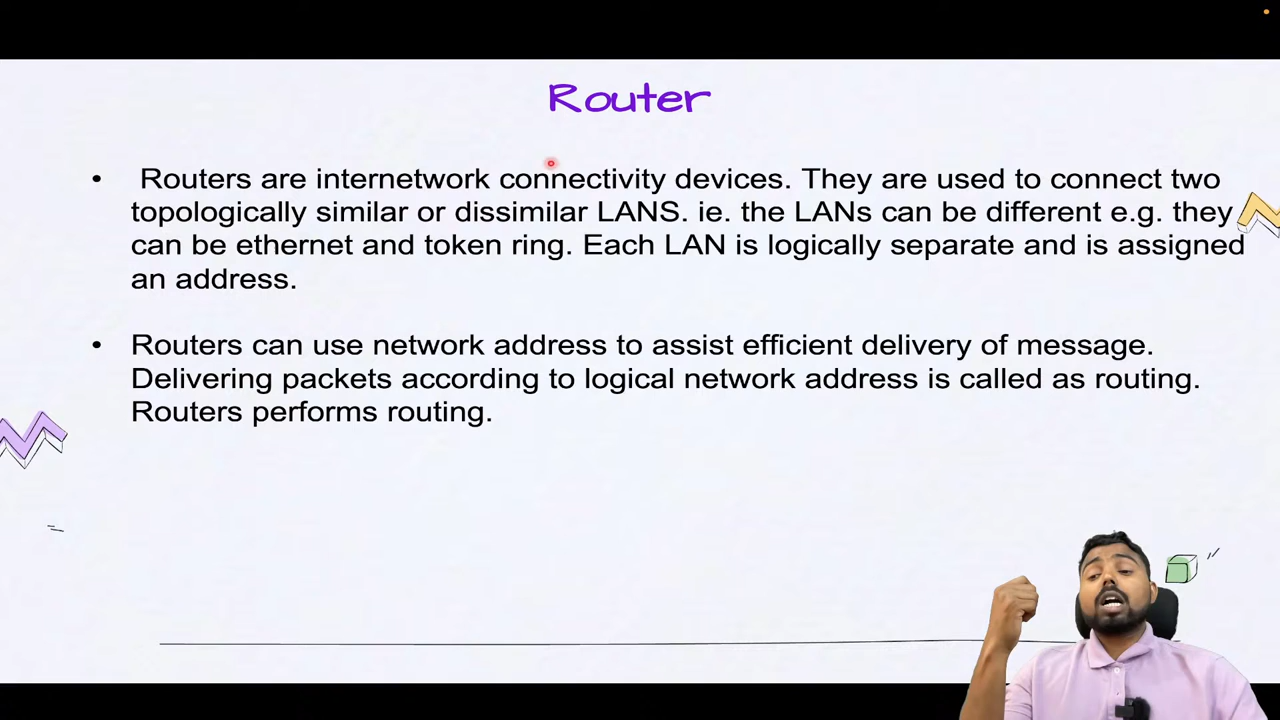 Router
• Routers are internetwork connectivity devices. They are used to connect two
topologically similar or dissimilar LANS. ie. the LANs can be different e.g. they
can be ethernet and token ring. Each LAN is logically separate and is assigned
an address.
• Routers can use network address to assist efficient delivery of message.
Delivering packets according to logical network address is called as routing.
Routers performs routing.